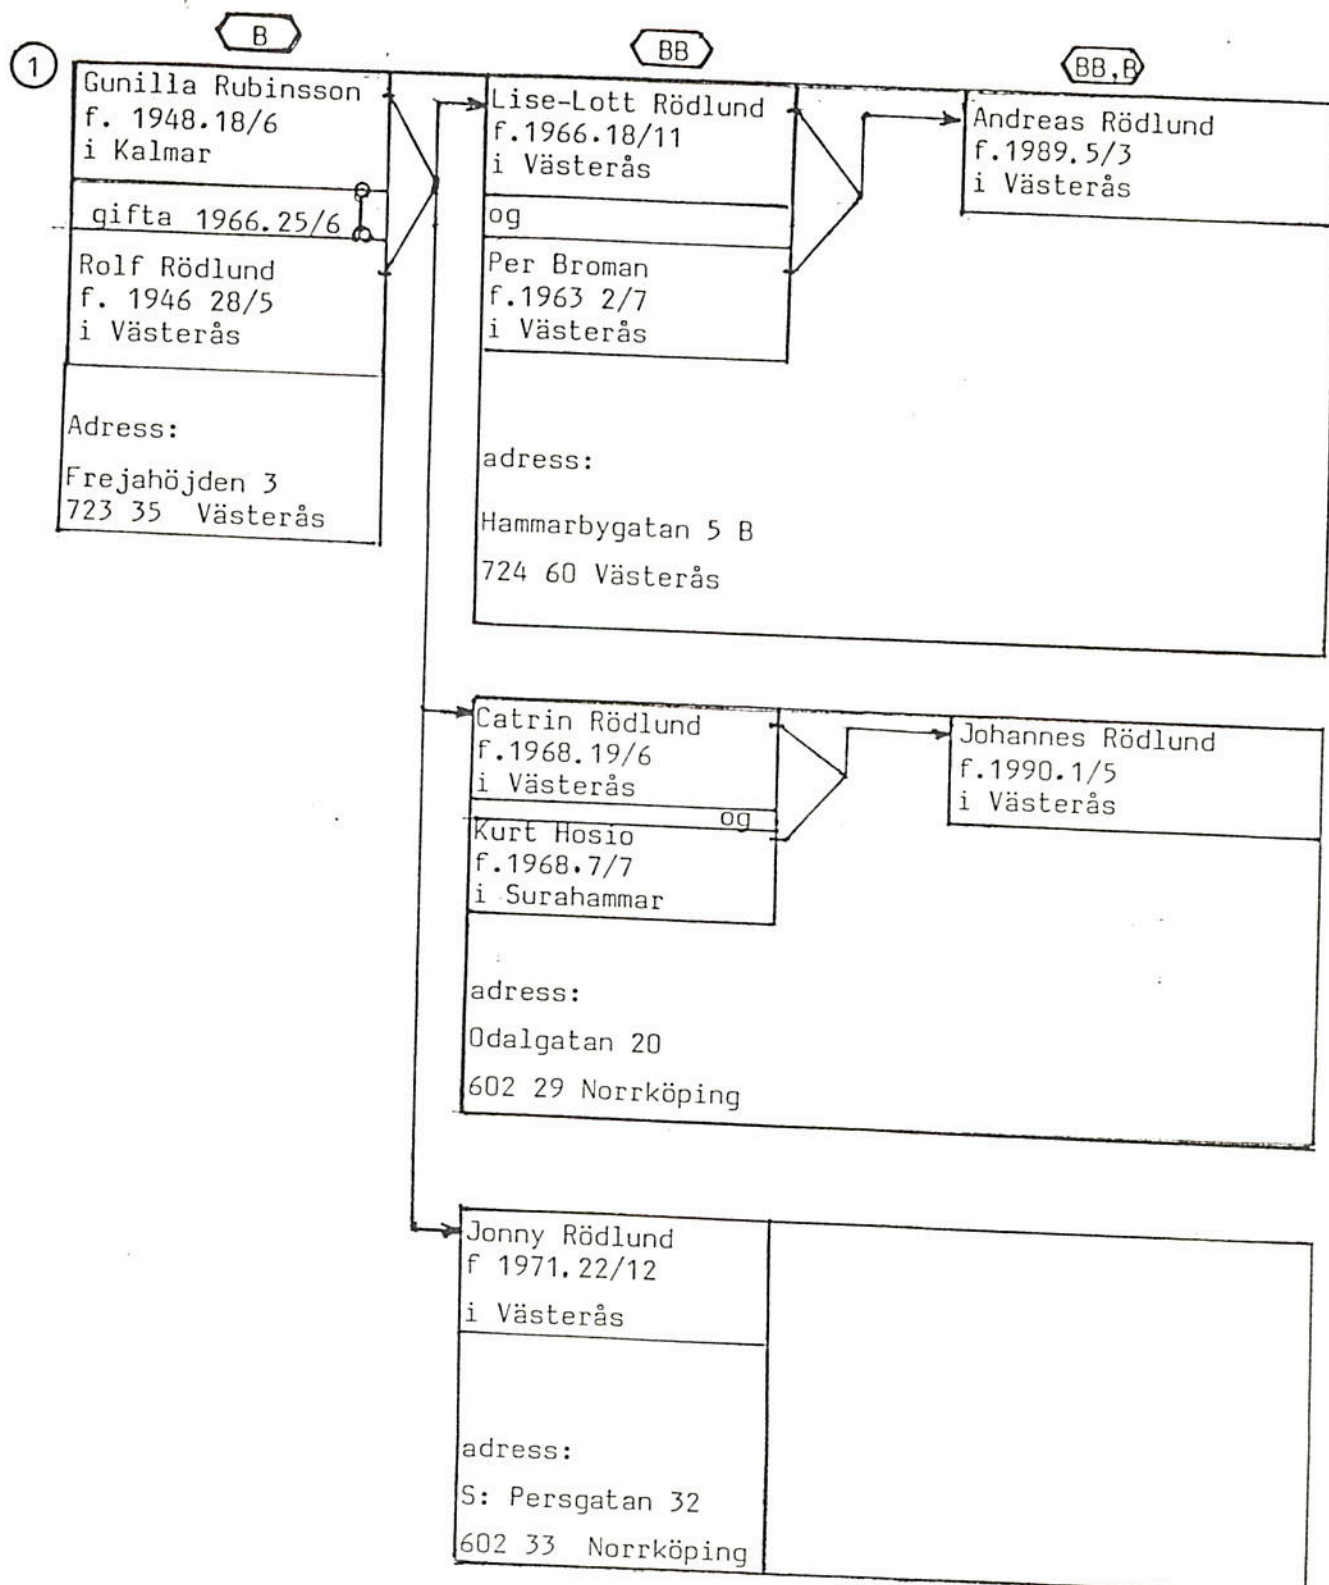 B
BB
BB,B
1
Gunilla Rubinsson
f. 1948.18/6
i Kalmar
gifta 1966.25/6
Rolf Rödlund
f. 1946 28/5
i Västerås
Adress:
Frejahöjden 3
723 35 Västerås
Lise-Lott Rödlund
f.1966.18/11
i Västerås
og
Per Broman
f.1963 2/7
i Västerås
adress:
Hammarbygatan 5 B
724 60 Västerås
Andreas Rödlund
f.1989.5/3
i Västerås
Catrin Rödlund
f.1968.19/6
i Västerås
og
Kurt Hosio
f.1968.7/7
i Surahammar
adress:
Odalgatan 20
602 29 Norrköping
Johannes Rödlund
f.1990.1/5
i Västerås
Jonny Rödlund
f 1971.22/12
i Västerås
adress:
S: Persgatan 32
602 33 Norrköping